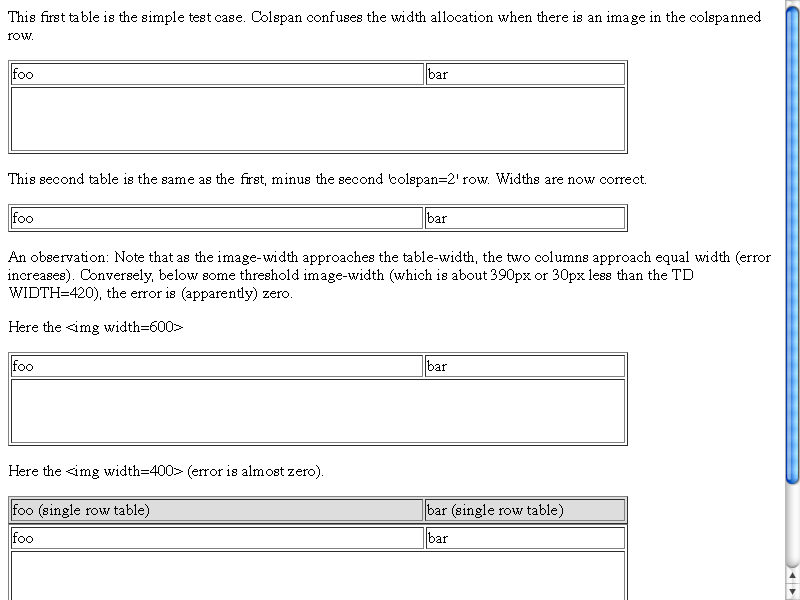 This first table is the simple test case. Colspan confuses the width allocation when there is an image in the colspanned
row.
foo bar
This second table is the same as the first, minus the second 'colspan=2' row. Widths are now correct.
foo bar
An observation: Note that as the image-width approaches the table-width, the two columns approach equal width (error
increases). Conversely, below some threshold image-width (which is about 390px or 30px less than the TD
WIDTH=420), the error is (apparently) zero.
Here the <img width=600>
foo bar
Here the <img width=400> (error is almost zero).
foo (single row table) bar (single row table)
foo bar